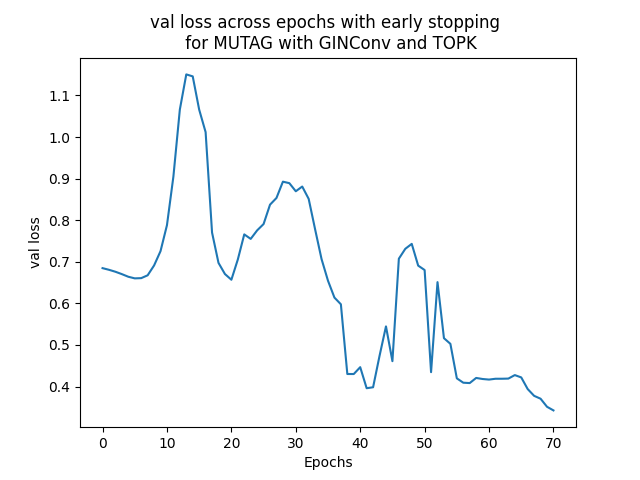 val loss across epochs with early stopping
for MUTAG with GINConv and TOPK
1.1
1.0
0.9
0.8
0.7
0.6
0.5
0.4
val loss
0 10 20 30 40 50 60 70
Epochs